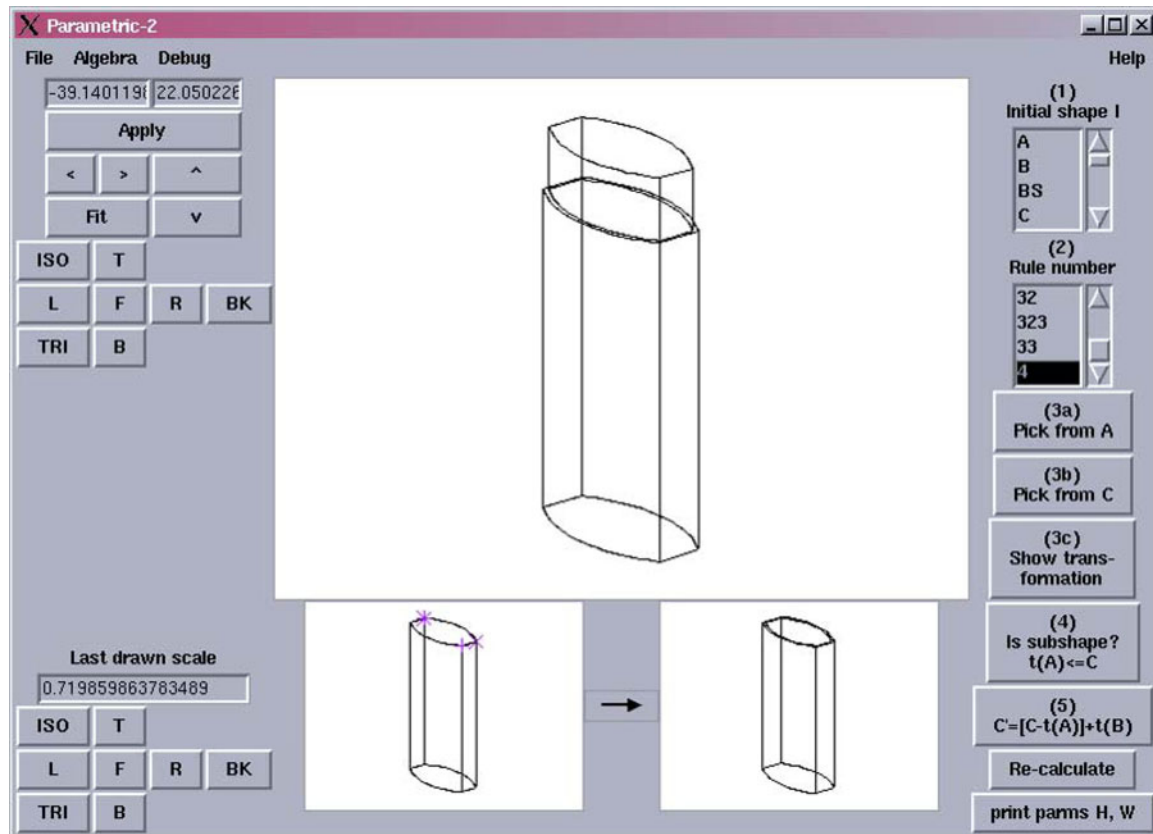 Parametric-2
File Algebra Debug Help
-39.1401198 22.050226
Apply
< > ^
Fit v
ISO T
L F R BK
TRI B
(1)
Initial shape I
A
B
BS
C
(2)
Rule number
32
323
33
4
(3a)
Pick from A
(3b)
Pick from C
(3c)
Show trans-
formation
(4)
Is subshape?
t(A)<=C
(5)
C'=[C-t(A)]+t(B)
Re-calculate
print parms H, W
Last drawn scale
0.719859863783489
ISO T
L F R BK
TRI B